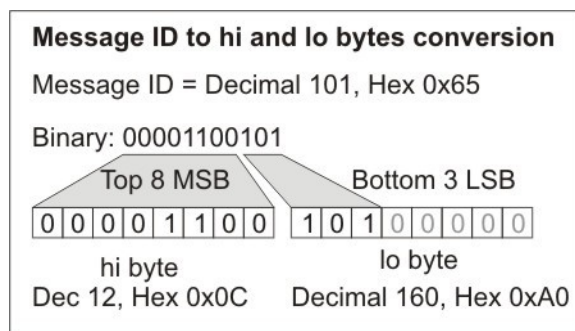 Message ID to hi and lo bytes conversion
Message ID = Decimal 101, Hex 0x65
Binary: 00001100101
Top 8 MSB Bottom 3 LSB
0 0 0 0 1 1 0 0 1 0 1 0 0 0 0 0
hi byte lo byte
Dec 12, Hex 0x0C Decimal 160, Hex 0xA0